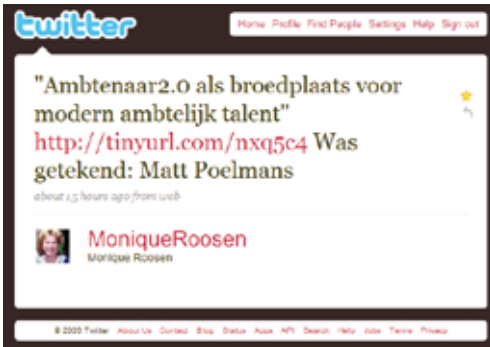 twitter
Home Profile Find People Settings Help Sign out
"Ambtenaar2.0 als broedplaats voor
modern ambtelijk talent"
http://tinyurl.com/nxq5c4 Was
getekend: Matt Poelmans
about 15 hours ago from web
MoniqueRoosen
Monique Roosen
© 2009 Twitter About Us Contact Blog Status Apps API Search Help Jobs Terms Privacy